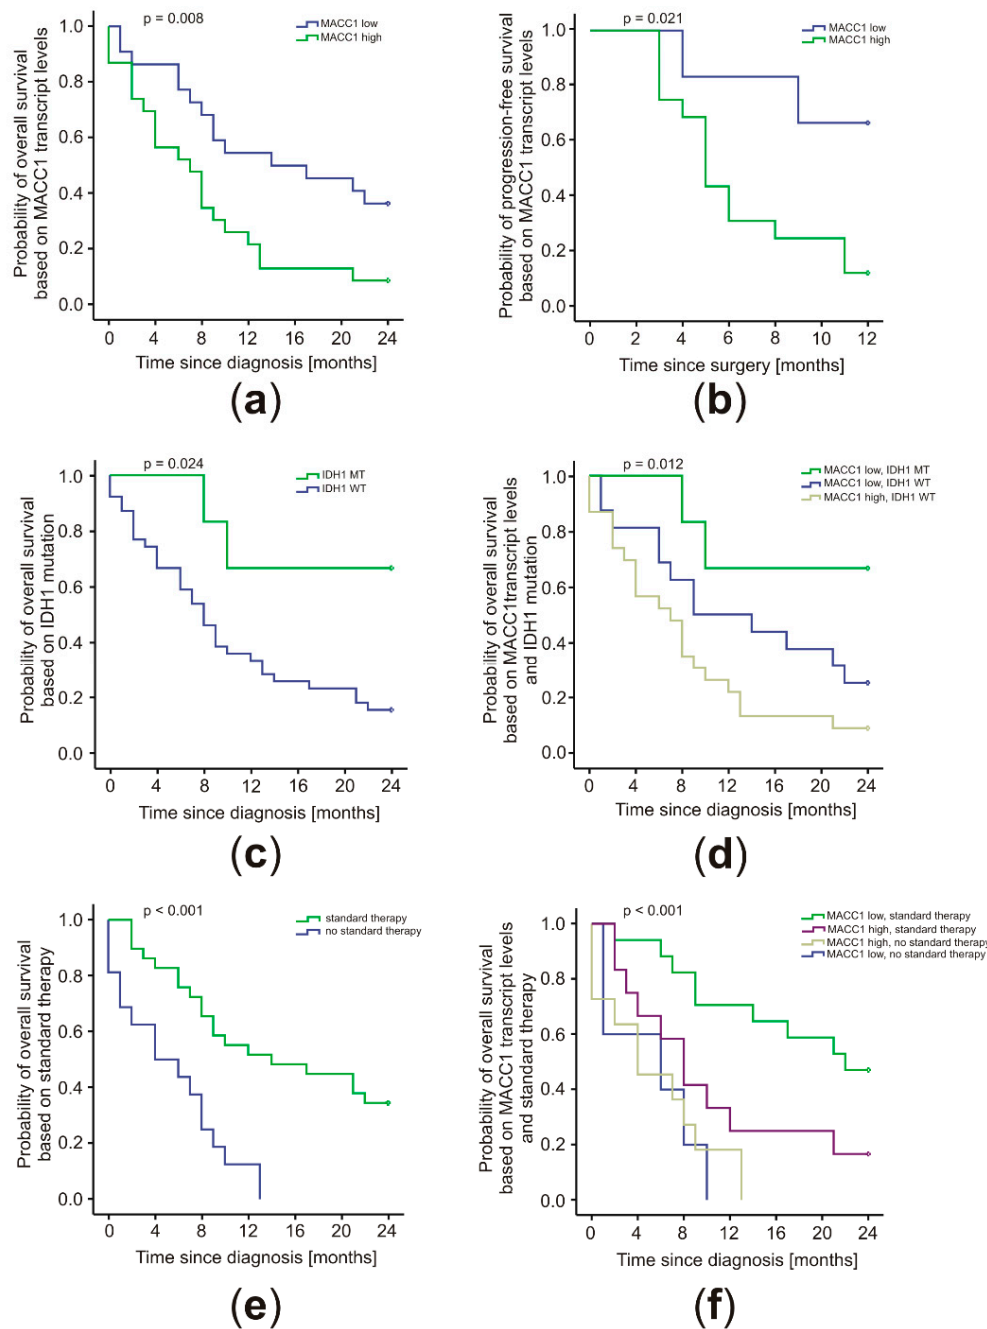 p = 0.008
MACC1 low
MACC1 high
Probability of overall survival
based on MACC1 transcript levels
1.0
0.8
0.6
0.4
0.2
0.0
0 4 8 12 16 20 24
Time since diagnosis [months]
(a)
p = 0.021
MACC1 low
MACC1 high
Probability of progression-free survival
based on MACC1 transcript levels
1.0
0.8
0.6
0.4
0.2
0.0
0 2 4 6 8 10 12
Time since surgery [months]
(b)
p = 0.024
IDH1 MT
IDH1 WT
Probability of overall survival
based on IDH1 mutation
1.0
0.8
0.6
0.4
0.2
0.0
0 4 8 12 16 20 24
Time since diagnosis [months]
(c)
p = 0.012
MACC1 low, IDH1 MT
MACC1 low, IDH1 WT
MACC1 high, IDH1 WT
Probability of overall survival
based on MACC1transcript levels
and IDH1 mutation
1.0
0.8
0.6
0.4
0.2
0.0
0 4 8 12 16 20 24
Time since diagnosis [months]
(d)
p < 0.001
standard therapy
no standard therapy
Probability of overall survival
based on standard therapy
1.0
0.8
0.6
0.4
0.2
0.0
0 4 8 12 16 20 24
Time since diagnosis [months]
(e)
p < 0.001
MACC1 low, standard therapy
MACC1 high, standard therapy
MACC1 high, no standard therapy
MACC1 low, no standard therapy
Probability of overall survival
based on MACC1 transcript levels
and standard therapy
1.0
0.8
0.6
0.4
0.2
0.0
0 4 8 12 16 20 24
Time since diagnosis [months]
(f)